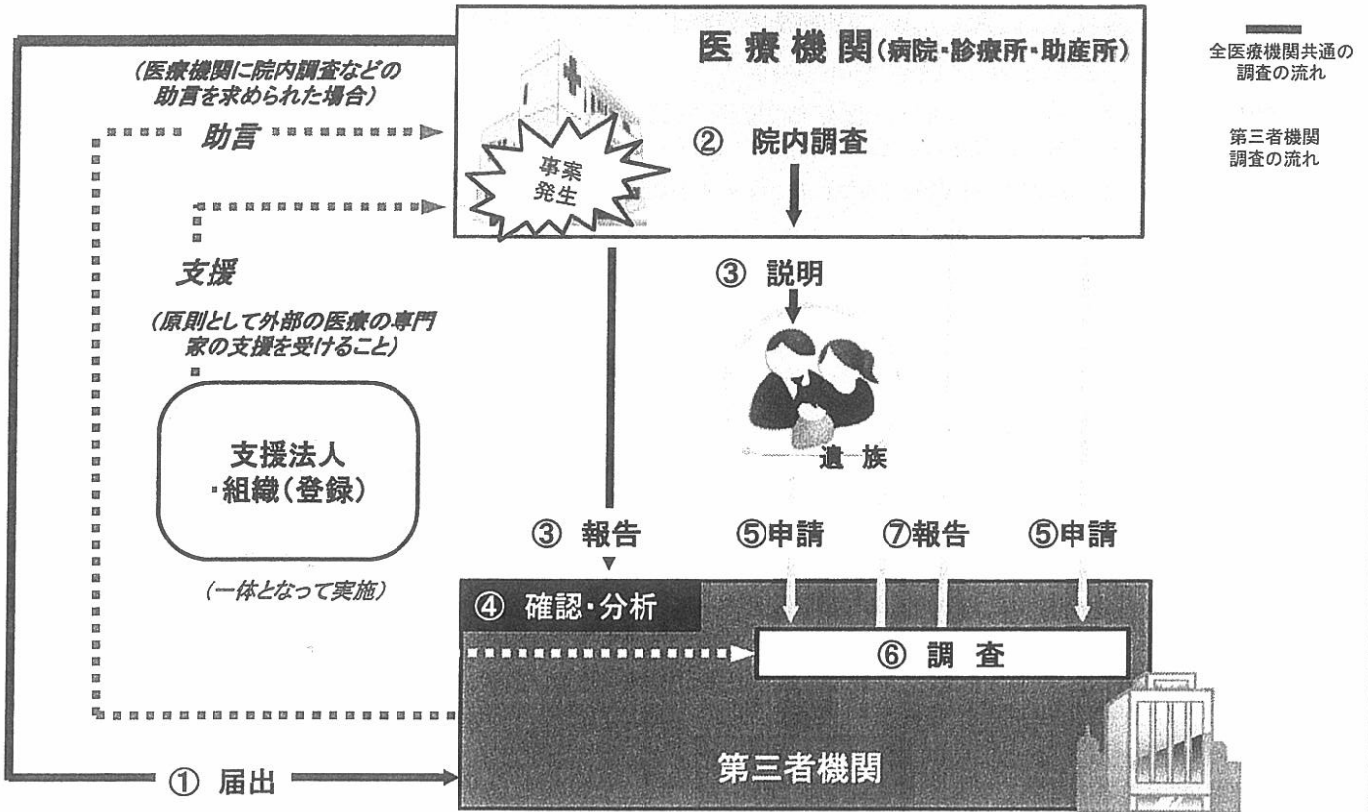 医療機関(病院・診療所・助産所)
全医療機関共通の
調査の流れ
第三者機関
調査の流れ
(医療機関に院内調査などの
助言を求められた場合)
助言
事案
発生
② 院内調査
支援
(原則として外部の医療の専門
家の支援を受けること)
③ 説明
遺族
支援法人
・組織(登録)
(一体となって実施)
③ 報告
⑤申請
⑦報告
⑤申請
④ 確認・分析
⑥ 調査
第三者機関
① 届出